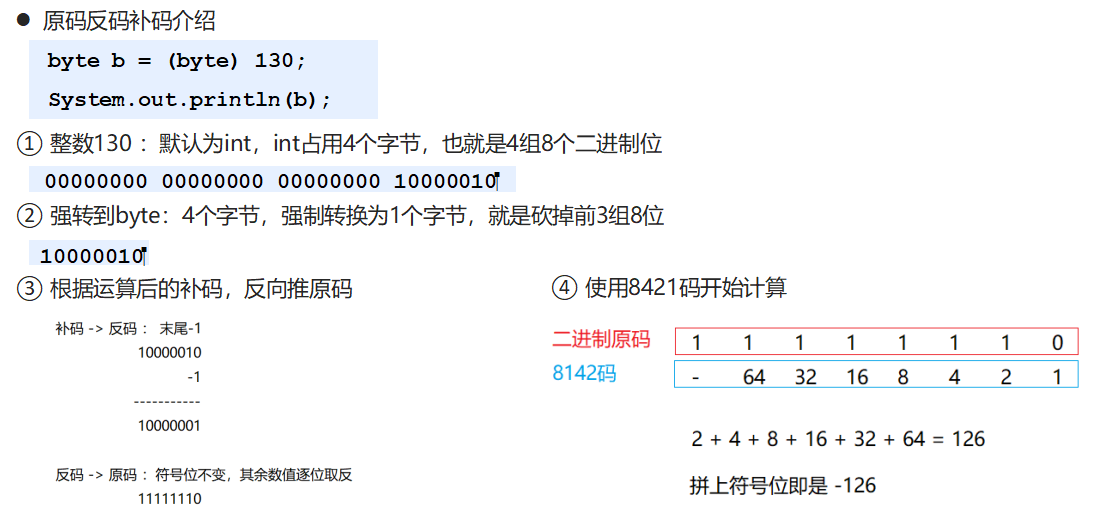 ● 原码反码补码介绍
byte b = (byte) 130;
System.out.println(b);
① 整数130 : 默认为int，int占用4个字节，也就是4组8个二进制位
00000000 00000000 00000000 10000010
② 强转到byte：4个字节，强制转换为1个字节，就是砍掉前3组8位
10000010
③ 根据运算后的补码，反向推原码
补码 -> 反码 : 末尾-1
10000010
-1
-----------
10000001
反码 -> 原码 : 符号位不变，其余数值逐位取反
11111110
④ 使用8421码开始计算
二进制原码 1 1 1 1 1 1 1 0
8142码 - 64 32 16 8 4 2 1
2 + 4 + 8 + 16 + 32 + 64 = 126
拼上符号位即是 -126